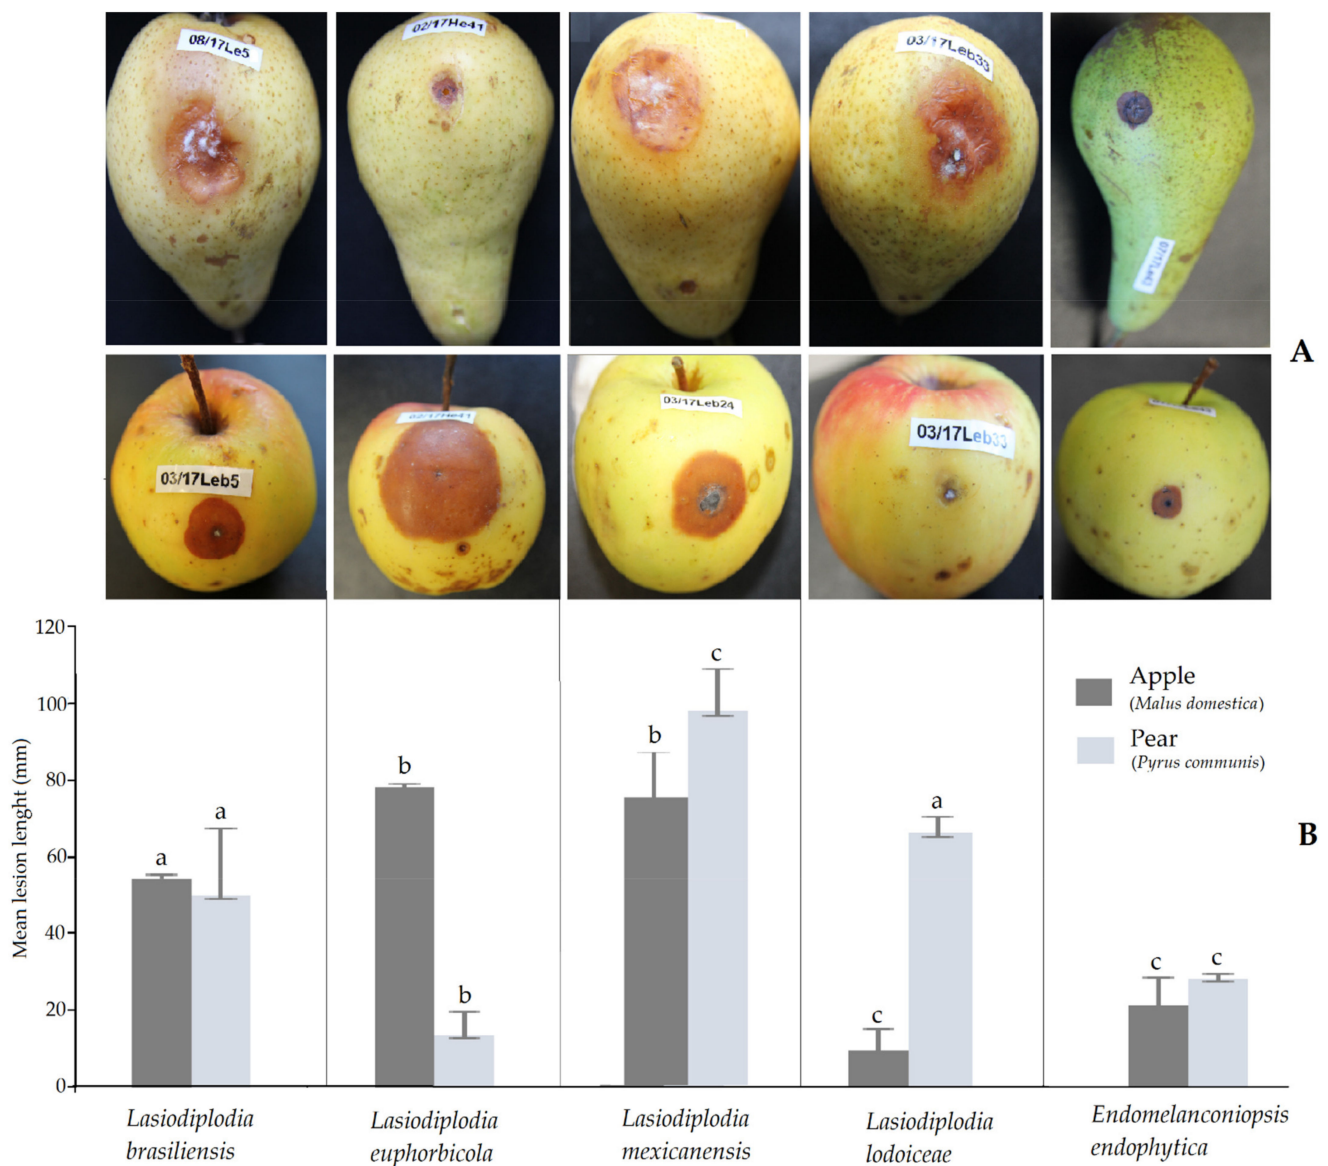 08/17Le5
02/17He41
03/17Leb33
A
03/17Leb5
02/17He41
03/17Leb24
03/17Leb33
120
100
80
60
40
20
0
Mean lesion lenght (mm)
a
a
b
b
b
c
c
a
c
c
Apple
(Malus domestica)
Pear
(Pyrus communis)
B
Lasiodiplodia
brasiliensis
Lasiodiplodia
euphorbicola
Lasiodiplodia
mexicanensis
Lasiodiplodia
lodoiceae
Endomelanconiopsis
endophytica